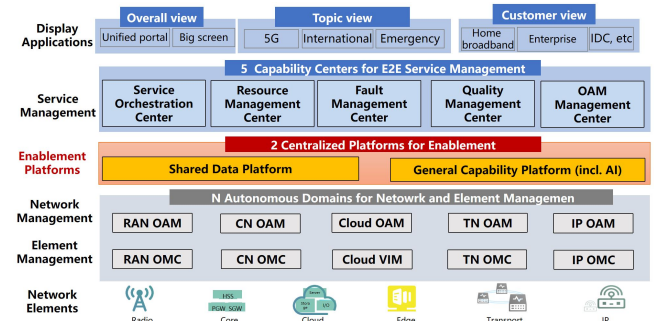 Display
Applications
Overall view
Unified portal
Big screen
Topic view
5G
International
Emergency
Customer view
Home
broadband
Enterprise
IDC, etc
Service
Management
5 Capability Centers for E2E Service Management
Service
Orchestration
Center
Resource
Management
Center
Fault
Management
Center
Quality
Management
Center
OAM
Management
Center
Enablement
Platforms
2 Centralized Platforms for Enablement
Shared Data Platform
General Capability Platform (incl. AI)
N Autonomous Domains for Netowrk and Element Managemen
Network
Management
RAN OAM
CN OAM
Cloud OAM
TN OAM
IP OAM
Element
Management
RAN OMC
CN OMC
Cloud VIM
TN OMC
IP OMC
Network
Elements
HSS
PGW SGW
Server
Stora
ge
I/O
Radio
Core
Cloud
Edge
Transport
IP